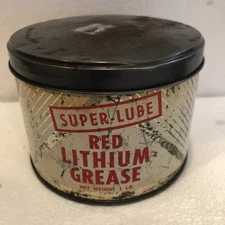 SUPER-LUBE
RED
LITHIUM
GREASE
NET WEIGHT 1 LB.